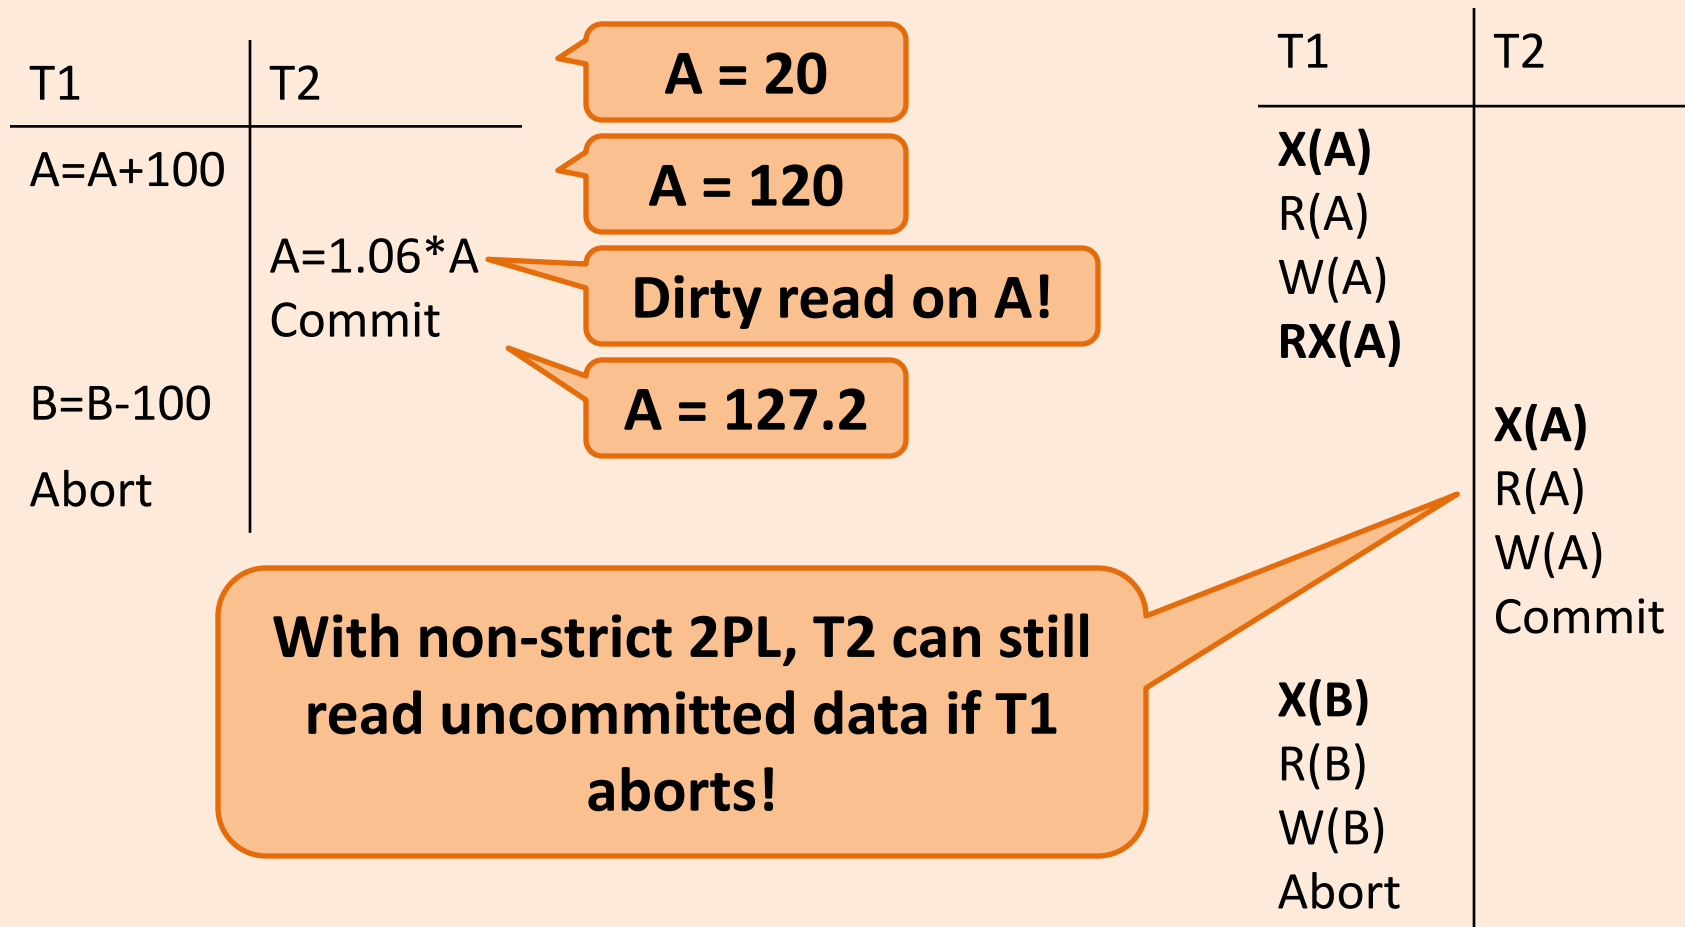 T1 T2
A=A+100
A=1.06*A
Commit
B=B-100
Abort
A = 20
A = 120
Dirty read on A!
A = 127.2
With non-strict 2PL, T2 can still
read uncommitted data if T1
aborts!
T1 T2
X(A)
R(A)
W(A)
RX(A)
X(A)
R(A)
W(A)
Commit
X(B)
R(B)
W(B)
Abort